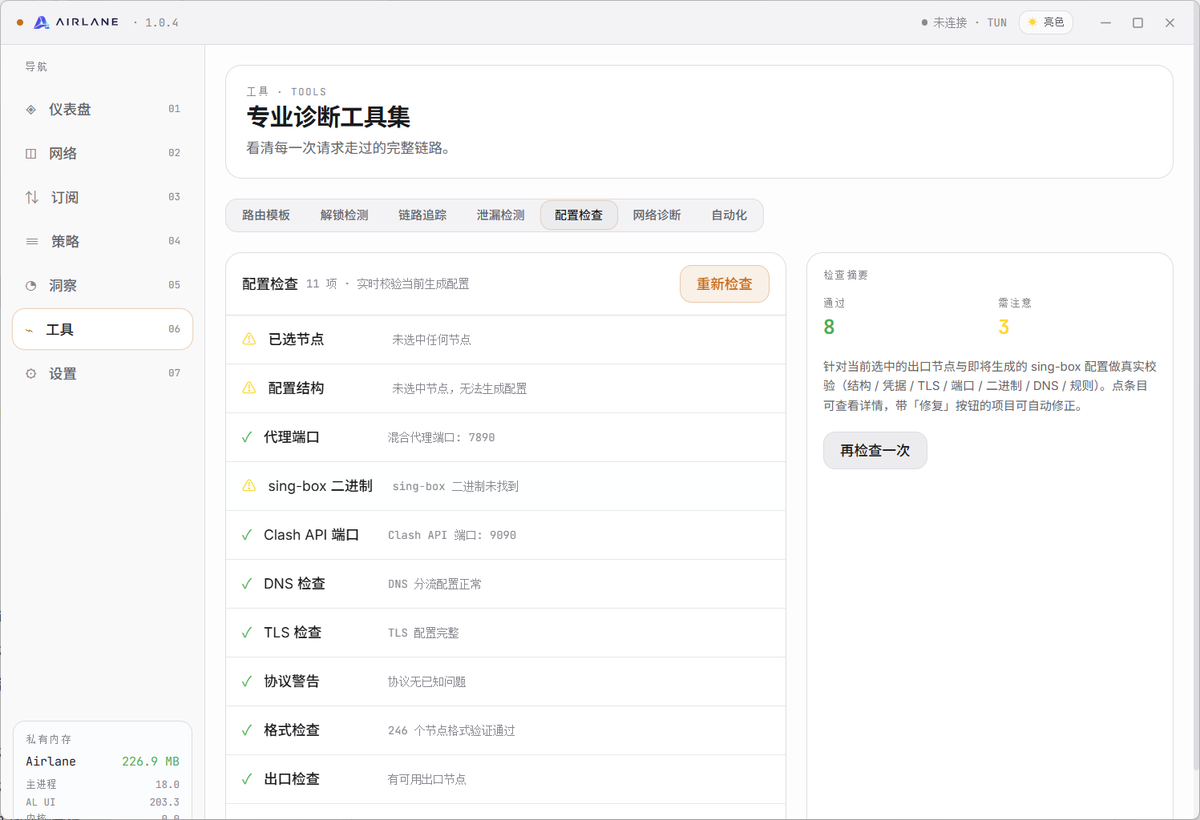 AIRLANE · 1.0.4
未连接 · TUN
亮色
导航
仪表盘 01
网络 02
订阅 03
策略 04
洞察 05
工具 06
设置 07
私有内存
Airlane 226.9 MB
主进程 18.0
AL UI 203.3
内核 0.0
工具 · TOOLS
专业诊断工具集
看清每一次请求走过的完整链路。
路由模板 解锁检测 链路追踪 泄漏检测 配置检查 网络诊断 自动化
配置检查 11 项 · 实时校验当前生成配置
重新检查
已选节点 未选中任何节点
配置结构 未选中节点，无法生成配置
代理端口 混合代理端口: 7890
sing-box 二进制 sing-box 二进制未找到
Clash API 端口 Clash API 端口: 9090
DNS 检查 DNS 分流配置正常
TLS 检查 TLS 配置完整
协议警告 协议无已知问题
格式检查 246 个节点格式验证通过
出口检查 有可用出口节点
检查摘要
通过 需注意
8 3
针对当前选中的出口节点与即将生成的 sing-box 配置做真实校
验（结构 / 凭据 / TLS / 端口 / 二进制 / DNS / 规则）。点条目
可查看详情，带「修复」按钮的项目可自动修正。
再检查一次